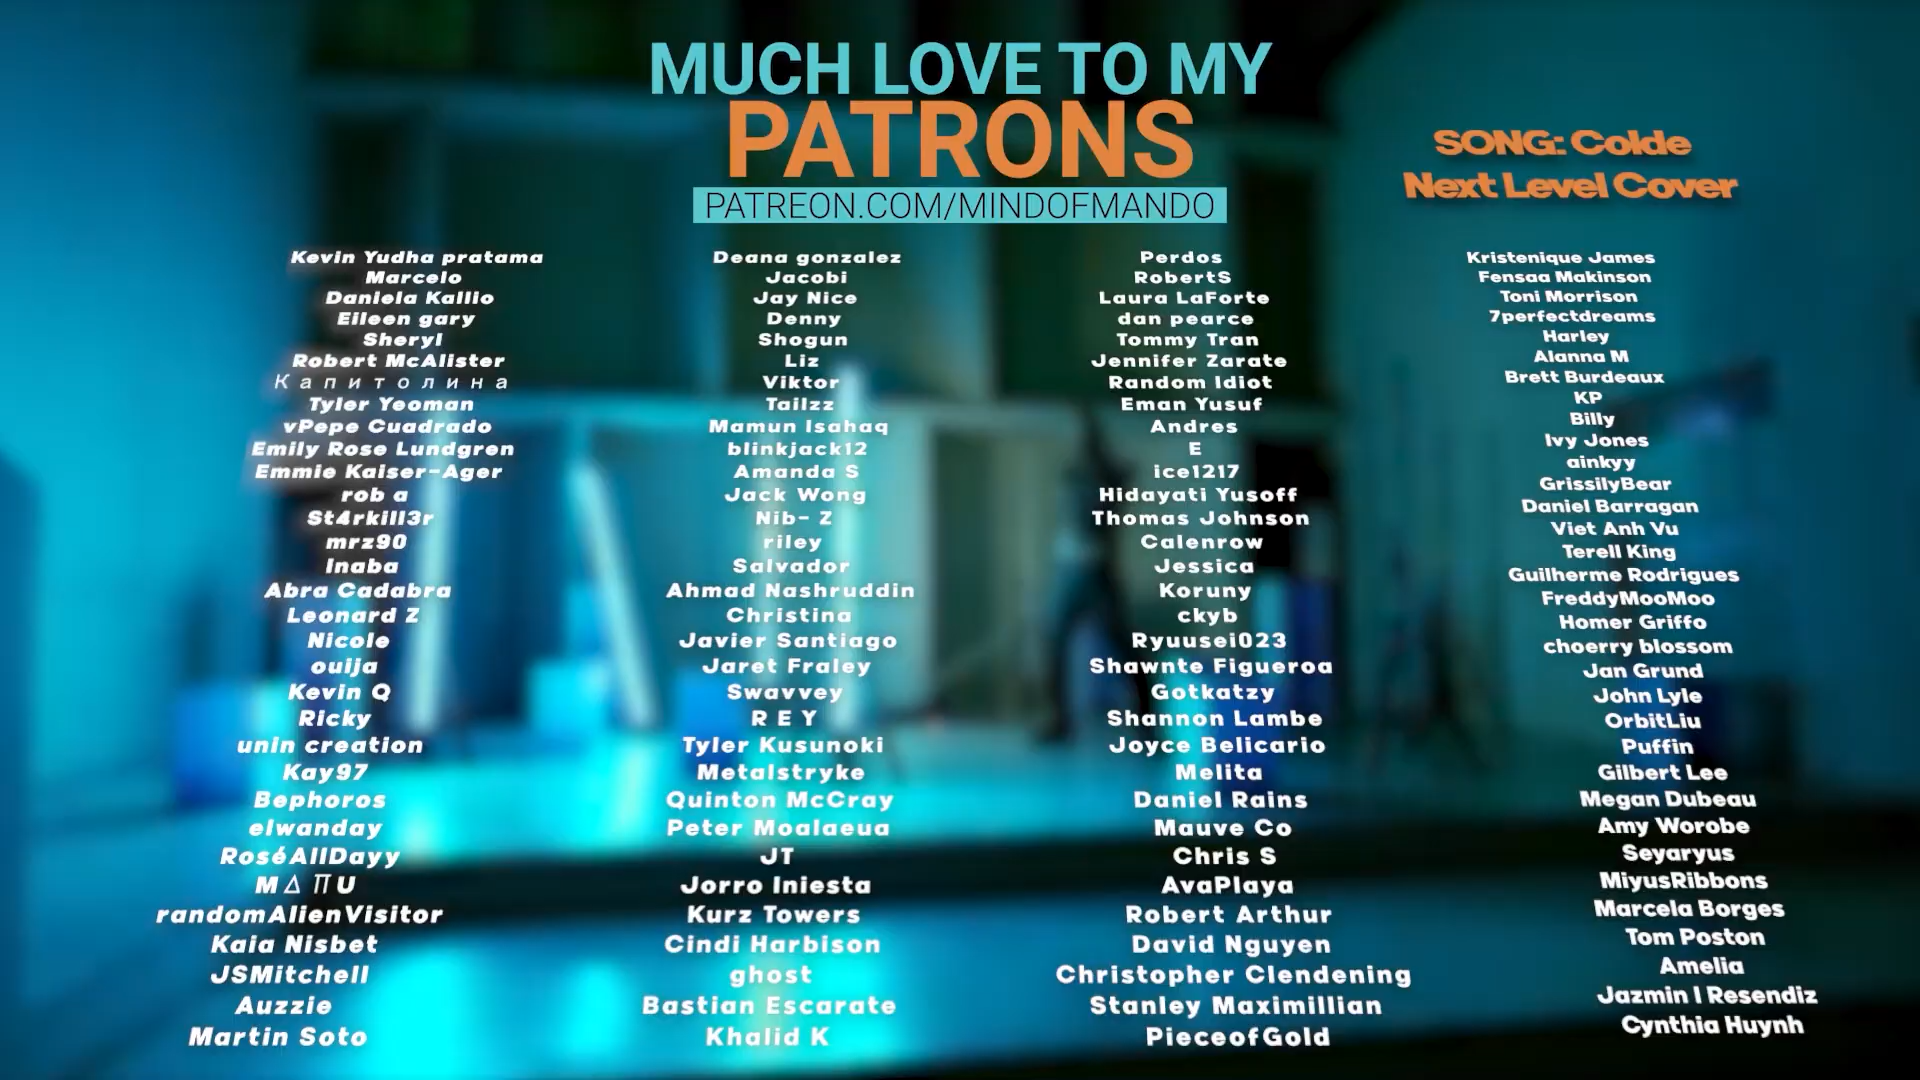 MUCH LOVE TO MY
PATRONS
PATREON.COM/MINDOFMANDO
SONG: Colde
Next Level Cover
Kevin Yudha pratama
Marcelo
Daniela Kallio
Eileen gary
Sheryl
Robert McAlister
Капитолина
Tyler Yeoman
vPepe Cuadrado
Emily Rose Lundgren
Emmie Kaiser-Ager
rob a
St4rkill3r
mrz90
Inaba
Abra Cadabra
Leonard Z
Nicole
ouija
Kevin Q
Ricky
unin creation
Kay97
Bephoros
elwanday
RoséAllDayy
M Δ Π U
randomAlienVisitor
Kaia Nisbet
JSMitchell
Auzzie
Martin Soto
Deana gonzalez
Jacobi
Jay Nice
Denny
Shogun
Liz
Viktor
Tailzz
Mamun Isahaq
blinkjack12
Amanda S
Jack Wong
Nib- Z
riley
Salvador
Ahmad Nashruddin
Christina
Javier Santiago
Jaret Fraley
Swavvey
R E Y
Tyler Kusunoki
Metalstryke
Quinton McCray
Peter Moalaeua
JT
Jorro Iniesta
Kurz Towers
Cindi Harbison
ghost
Bastian Escarate
Khalid K
Perdos
RobertS
Laura LaForte
dan pearce
Tommy Tran
Jennifer Zarate
Random Idiot
Eman Yusuf
Andres
E
ice1217
Hidayati Yusoff
Thomas Johnson
Calenrow
Jessica
Koruny
ckyb
Ryuusei023
Shawnte Figueroa
Gotkatzy
Shannon Lambe
Joyce Belicario
Melita
Daniel Rains
Mauve Co
Chris S
AvaPlaya
Robert Arthur
David Nguyen
Christopher Clendening
Stanley Maximillian
PieceofGold
Kristenique James
Fensaa Makinson
Toni Morrison
7perfectdreams
Harley
Alanna M
Brett Burdeaux
KP
Billy
Ivy Jones
ainkyy
GrissilyBear
Daniel Barragan
Viet Anh Vu
Terell King
Guilherme Rodrigues
FreddyMooMoo
Homer Griffo
choerry blossom
Jan Grund
John Lyle
OrbitLiu
Puffin
Gilbert Lee
Megan Dubeau
Amy Worobe
Seyaryus
MiyusRibbons
Marcela Borges
Tom Poston
Amelia
Jazmin I Resendiz
Cynthia Huynh